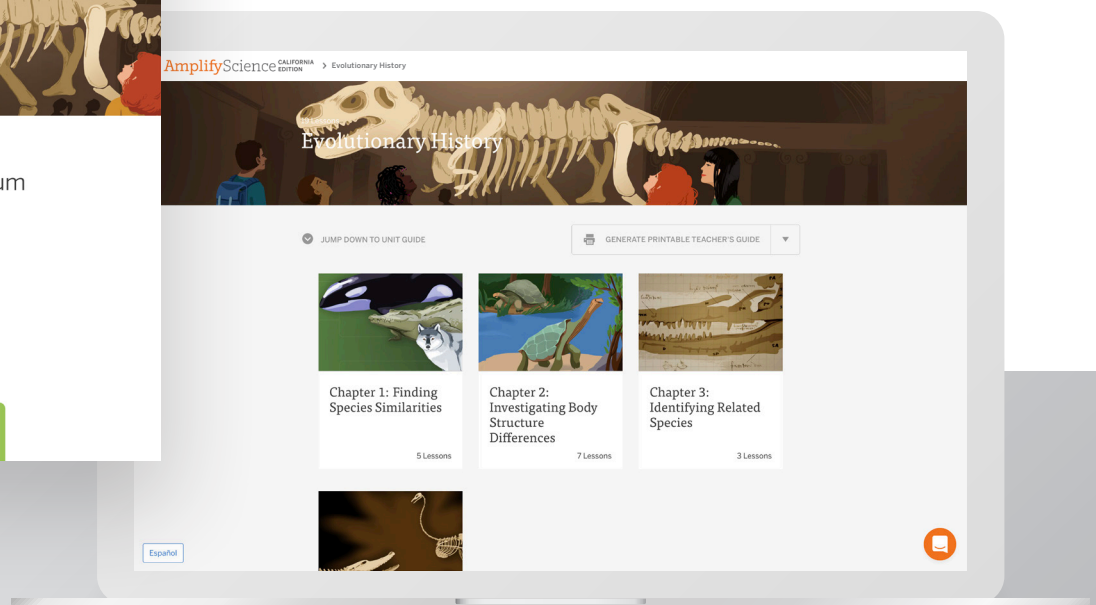 AmplifyScience CALIFORNIA EDITION > Evolutionary History
19 Lessons
Evolutionary History
um
JUMP DOWN TO UNIT GUIDE
GENERATE PRINTABLE TEACHER'S GUIDE
Chapter 1: Finding
Species Similarities
5 Lessons
Chapter 2:
Investigating Body
Structure
Differences
7 Lessons
Chapter 3:
Identifying Related
Species
3 Lessons
Español